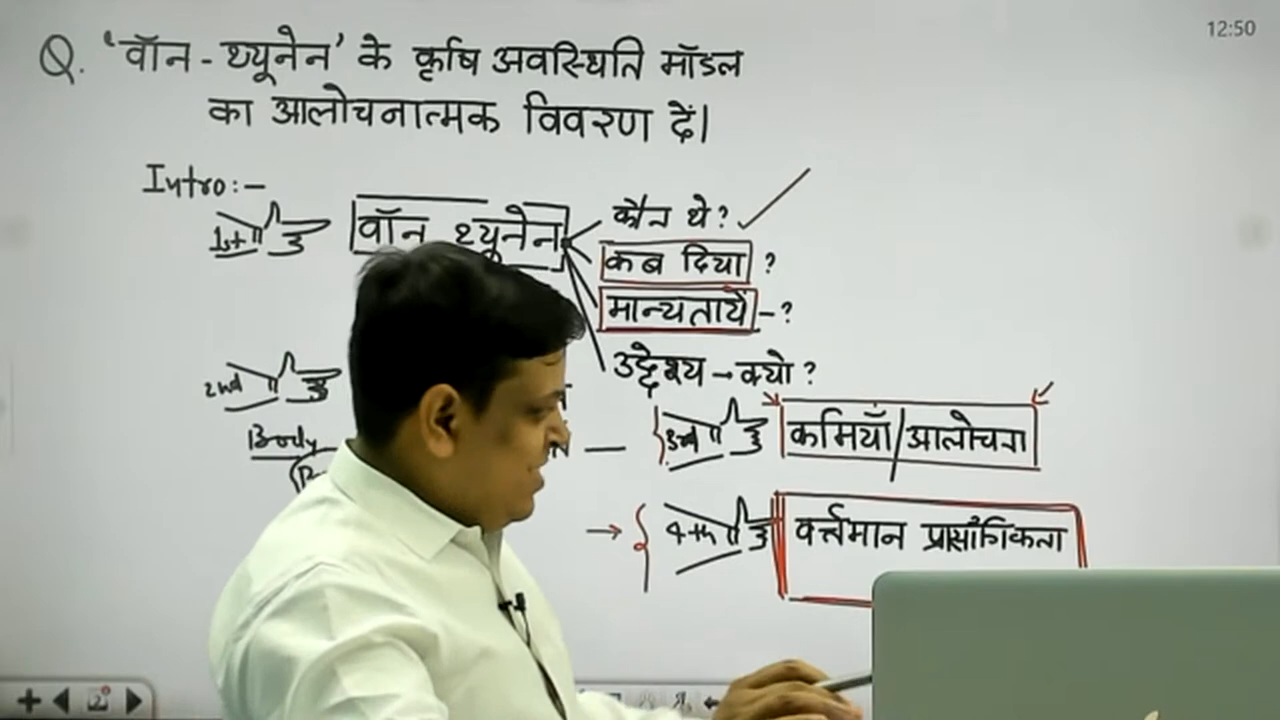 12:50
Q. 'वॉन - थ्यूनेन' के कृषि अवस्थिति मॉडल
का आलोचनात्मक विवरण दें।
Intro:-
1st वॉन थ्यूनेन
कौन थे?
कब दिया ?
मान्यतायें -?
उद्देश्य → क्यो ?
2nd
Body
3rd कमियाँ/आलोचना
4th वर्त्तमान प्रासंगिकता
2